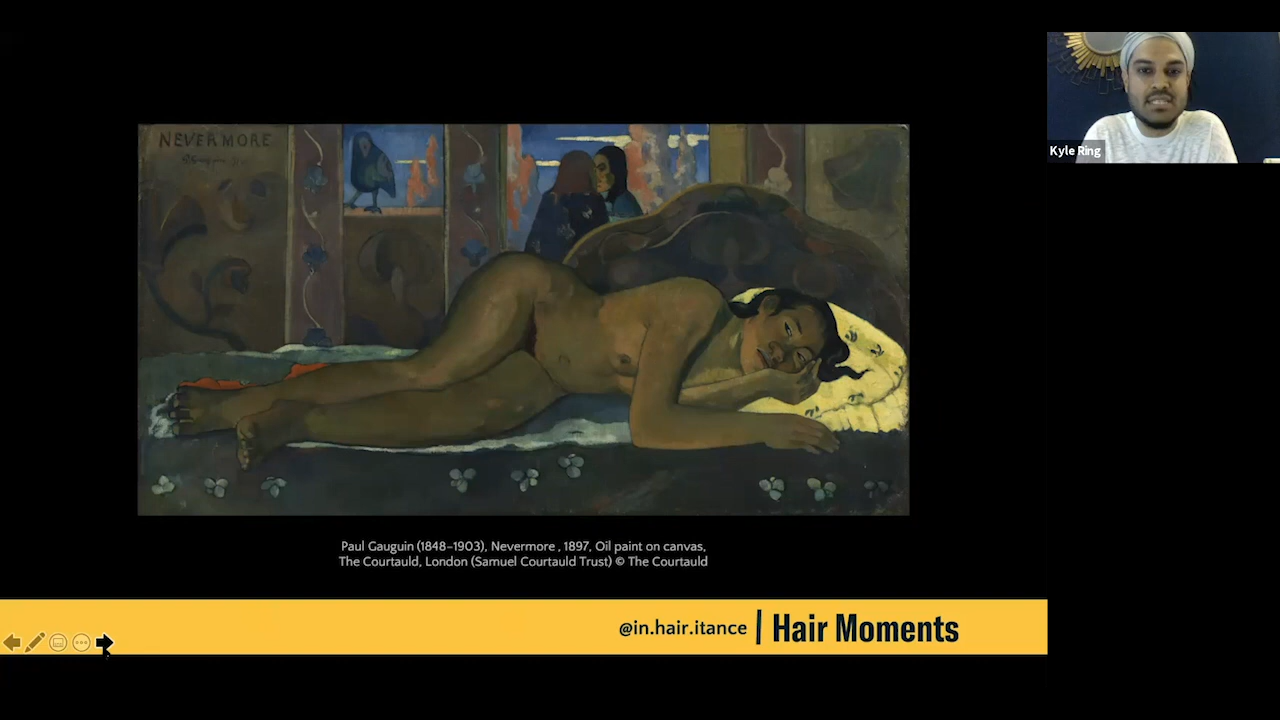 NEVERMORE
Kyle Ring
Paul Gauguin (1848–1903), Nevermore , 1897, Oil paint on canvas,
The Courtauld, London (Samuel Courtauld Trust) © The Courtauld
@in.hair.itance | Hair Moments